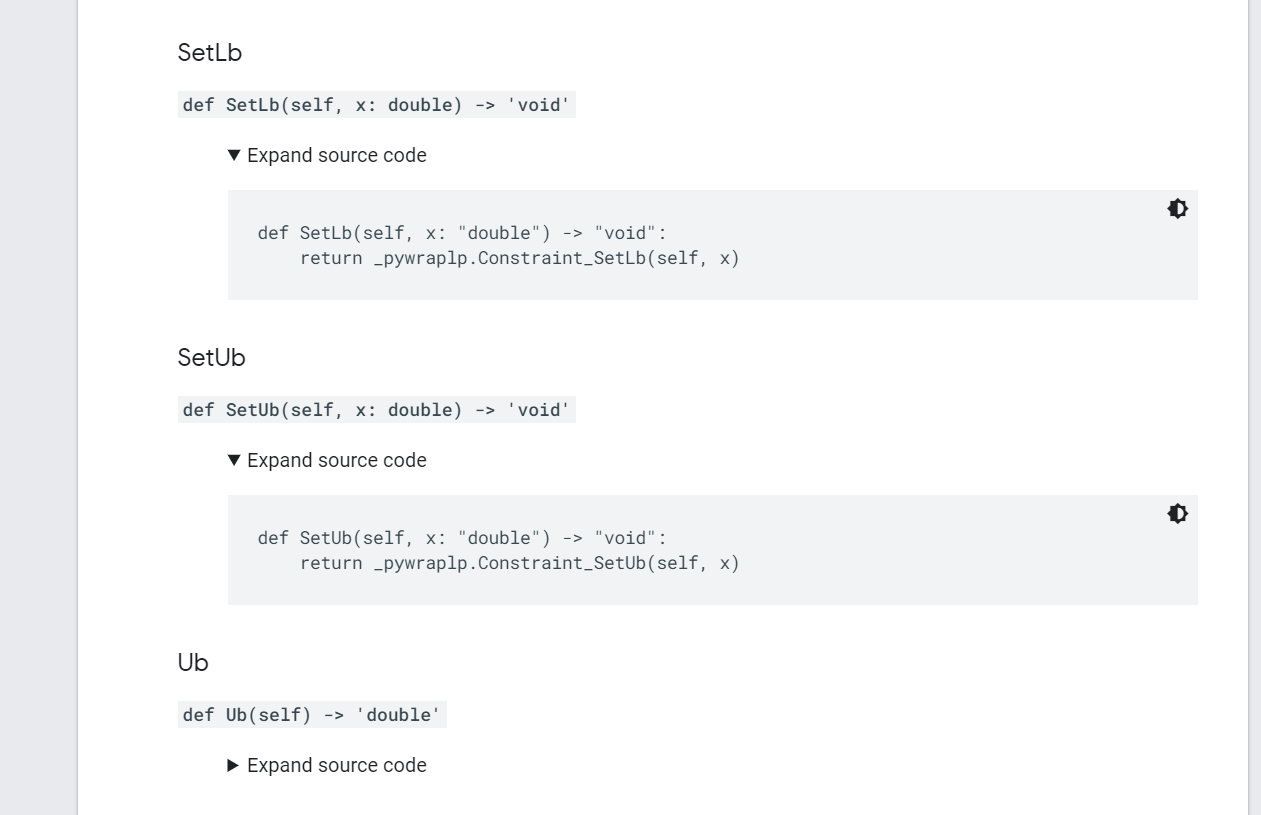 SetLb
def SetLb(self, x: double) -> 'void'
Expand source code
def SetLb(self, x: "double") -> "void":
    return _pywraplp.Constraint_SetLb(self, x)
SetUb
def SetUb(self, x: double) -> 'void'
Expand source code
def SetUb(self, x: "double") -> "void":
    return _pywraplp.Constraint_SetUb(self, x)
Ub
def Ub(self) -> 'double'
Expand source code